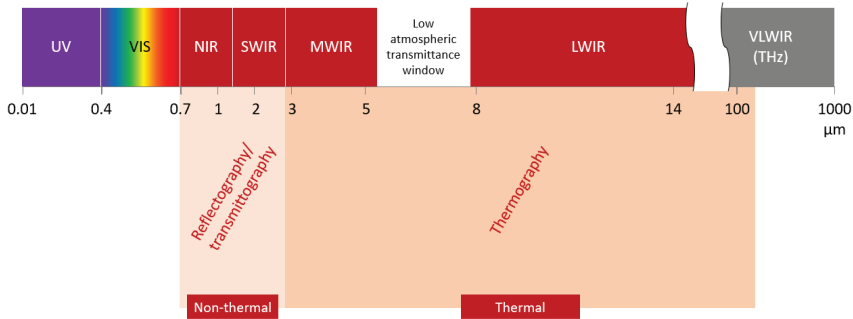 UV
VIS
NIR
SWIR
MWIR
Low
atmospheric
transmittance
window
LWIR
VLWIR
(THz)
0.01
0.4
0.7
1
2
3
5
8
14
100
1000
μm
Reflectography/
transmittography
Thermography
Non-thermal
Thermal